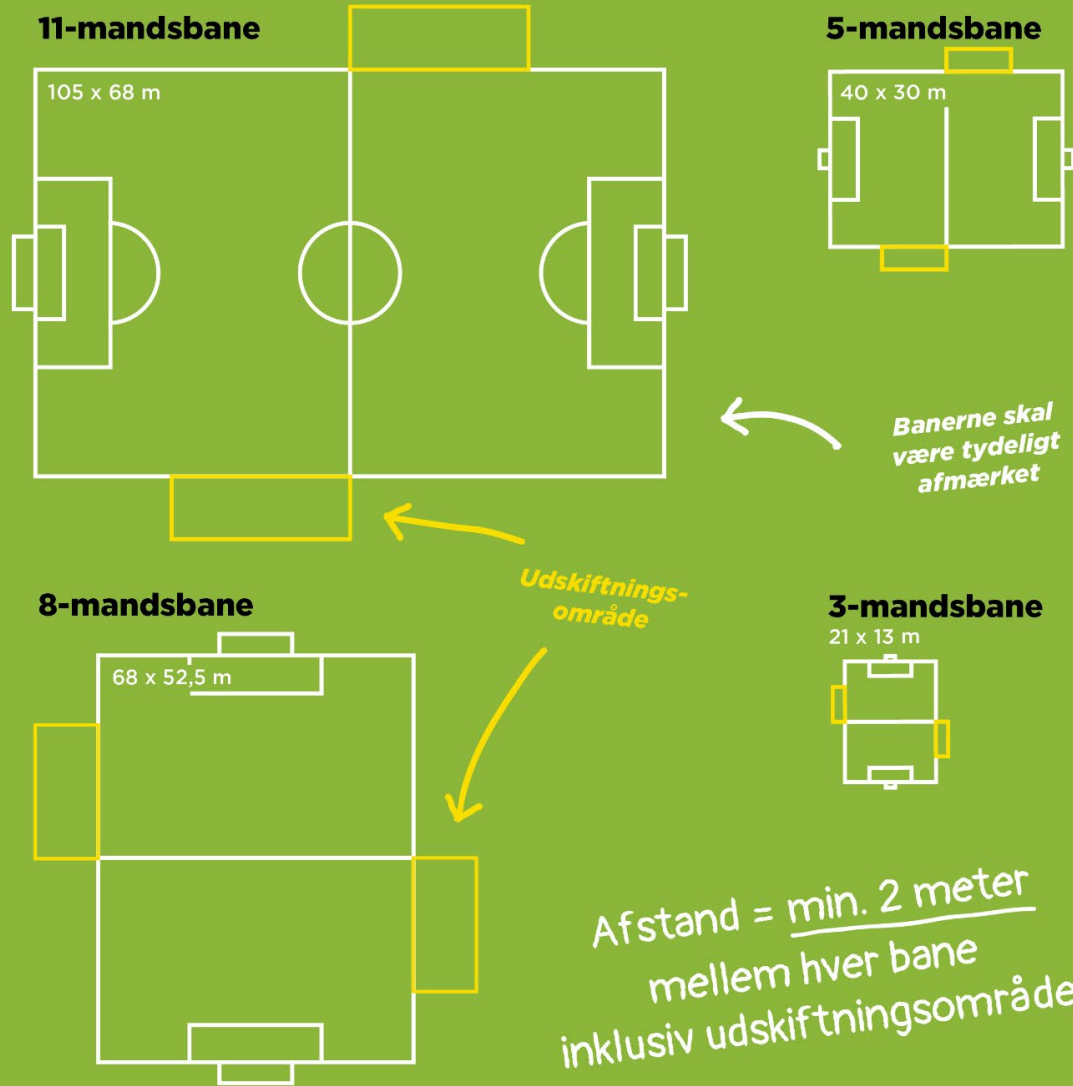 11-mandsbane
105 x 68 m
5-mandsbane
40 x 30 m
Banerne skal
være tydeligt
afmærket
Udskiftnings-
område
8-mandsbane
68 x 52,5 m
3-mandsbane
21 x 13 m
Afstand = min. 2 meter
mellem hver bane
inklusiv udskiftningsområde